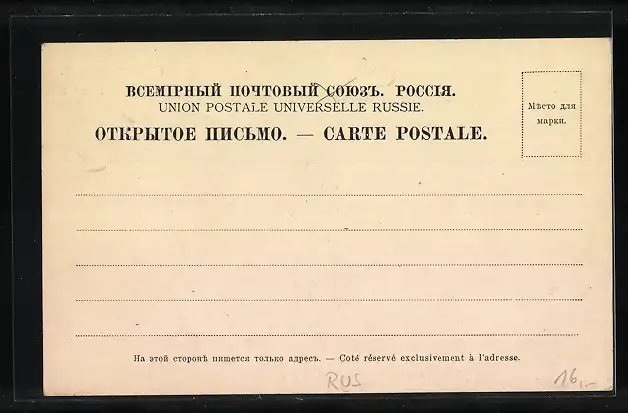 ВСЕМІРНЫЙ ПОЧТОВЫЙ СОЮЗЪ. РОССІЯ.
UNION POSTALE UNIVERSELLE RUSSIE.
ОТКРЫТОЕ ПИСЬМО. — CARTE POSTALE.
Мѣсто для
марки.
На этой сторонѣ пишется только адресъ. — Coté réservé exclusivement à l'adresse.
RUS
16,-